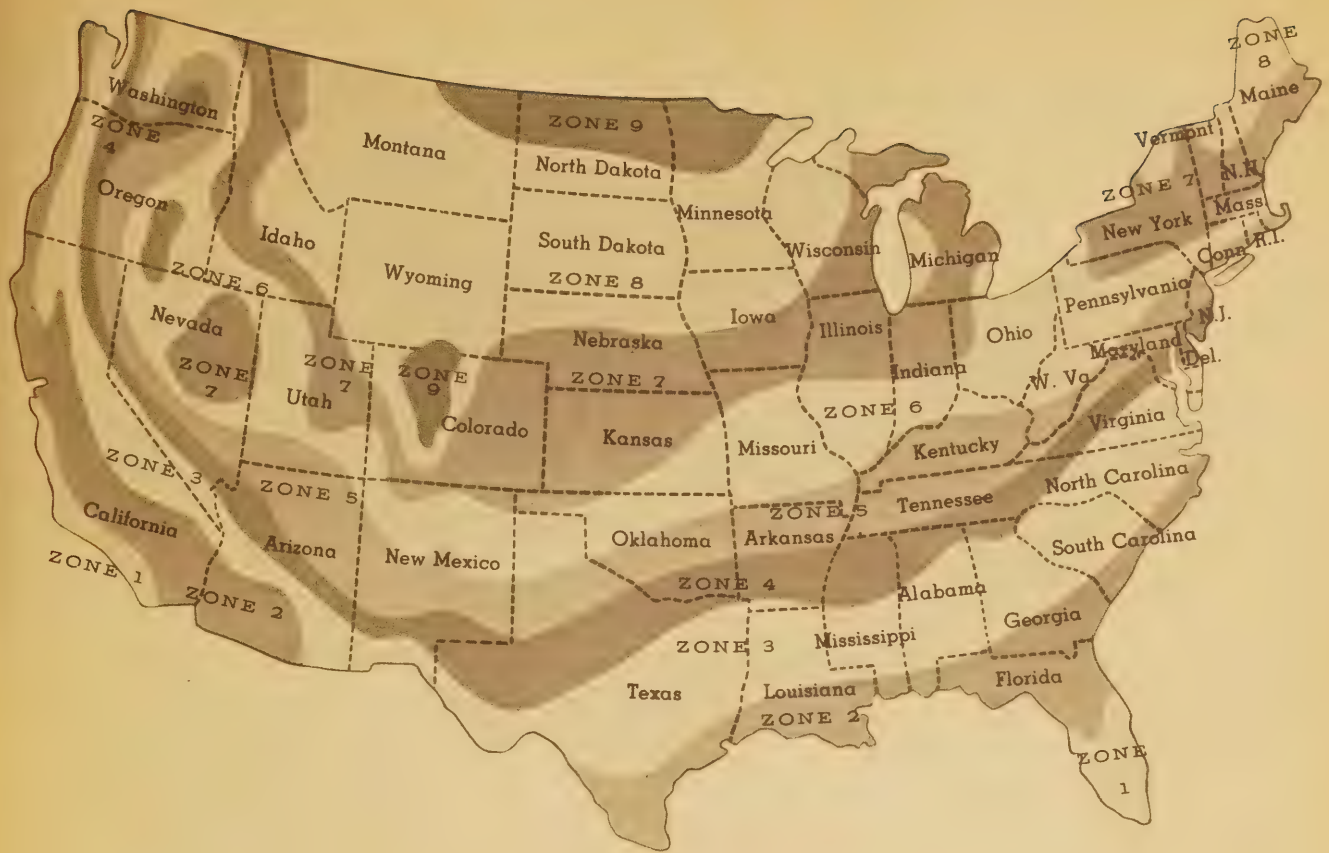 ZONE
8
Maine
Washington
ZONE
4
ZONE 9
Montana
North Dakota
Vermont
N.H.
ZONE 7
Mass
New York
Oregon
Idaho
Minnesota
South Dakota
Wisconsin
Michigan
Conn
R.I.
ZONE 6
Wyoming
ZONE 8
Pennsylvania
Nevada
Iowa
Illinois
Ohio
N.J.
Nebraska
Maryland
Del.
ZONE
7
Utah
ZONE
7
ZONE
9
Colorado
ZONE 7
Indiana
W. Va
Kansas
ZONE 6
Virginia
Missouri
Kentucky
ZONE 3
ZONE 5
North Carolina
California
Arizona
New Mexico
Oklahoma
Arkansas
ZONE 5
Tennessee
South Carolina
ZONE 1
ZONE 2
ZONE 4
Alabama
Georgia
ZONE 3
Mississippi
Texas
Louisiana
ZONE 2
Florida
ZONE
1